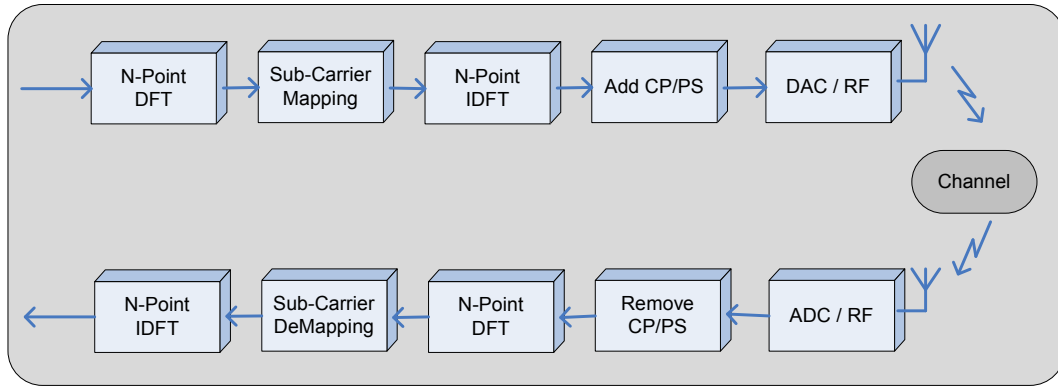 N-Point
DFT
Sub-Carrier
Mapping
N-Point
IDFT
Add CP/PS
DAC / RF
Channel
N-Point
IDFT
Sub-Carrier
DeMapping
N-Point
DFT
Remove
CP/PS
ADC / RF